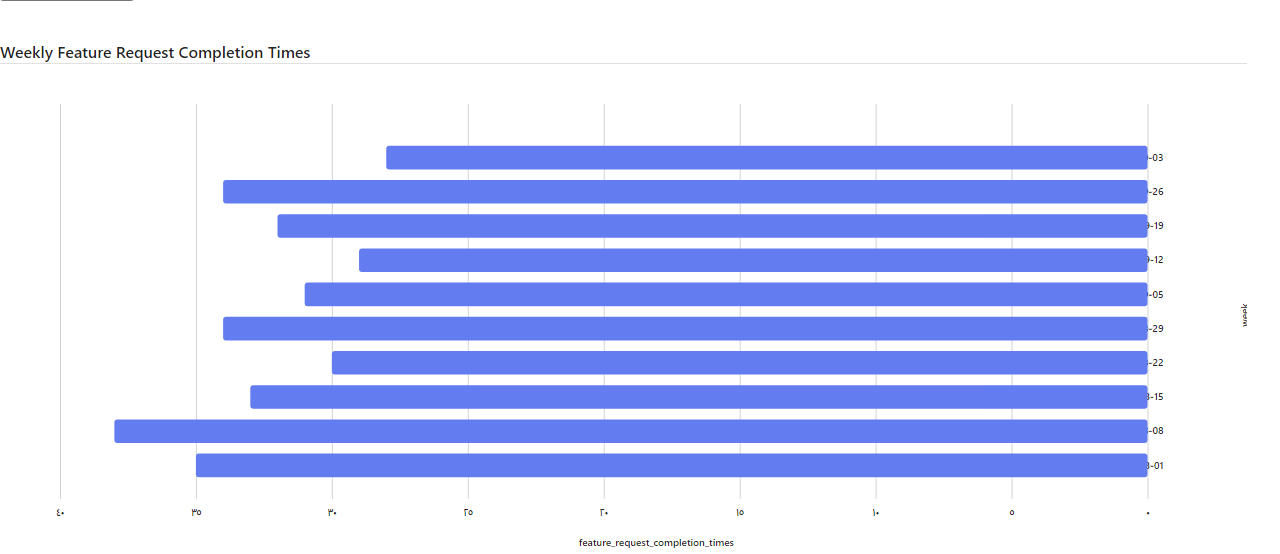 Weekly Feature Request Completion Times
-03
-26
-19
-12
-05
-29
-22
-15
-08
-01
week
٤٠ ٣٥ ٣٠ ٢٥ ٢٠ ١٥ ١٠ ٥ ٠
feature_request_completion_times